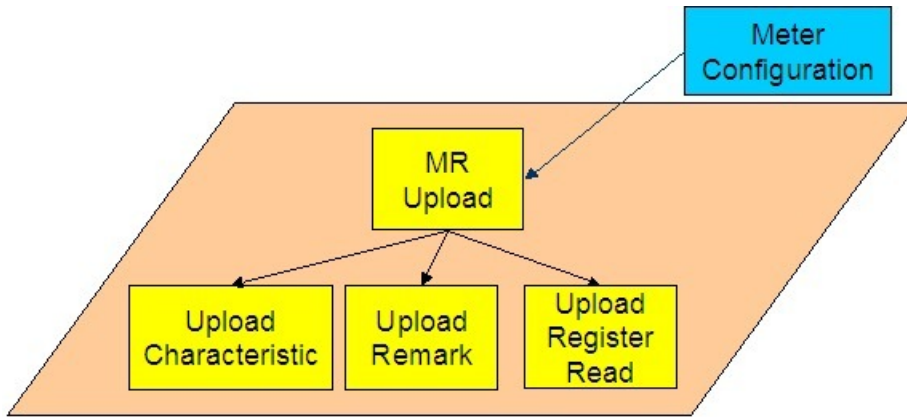 Meter
Configuration
MR
Upload
Upload
Characteristic
Upload
Remark
Upload
Register
Read